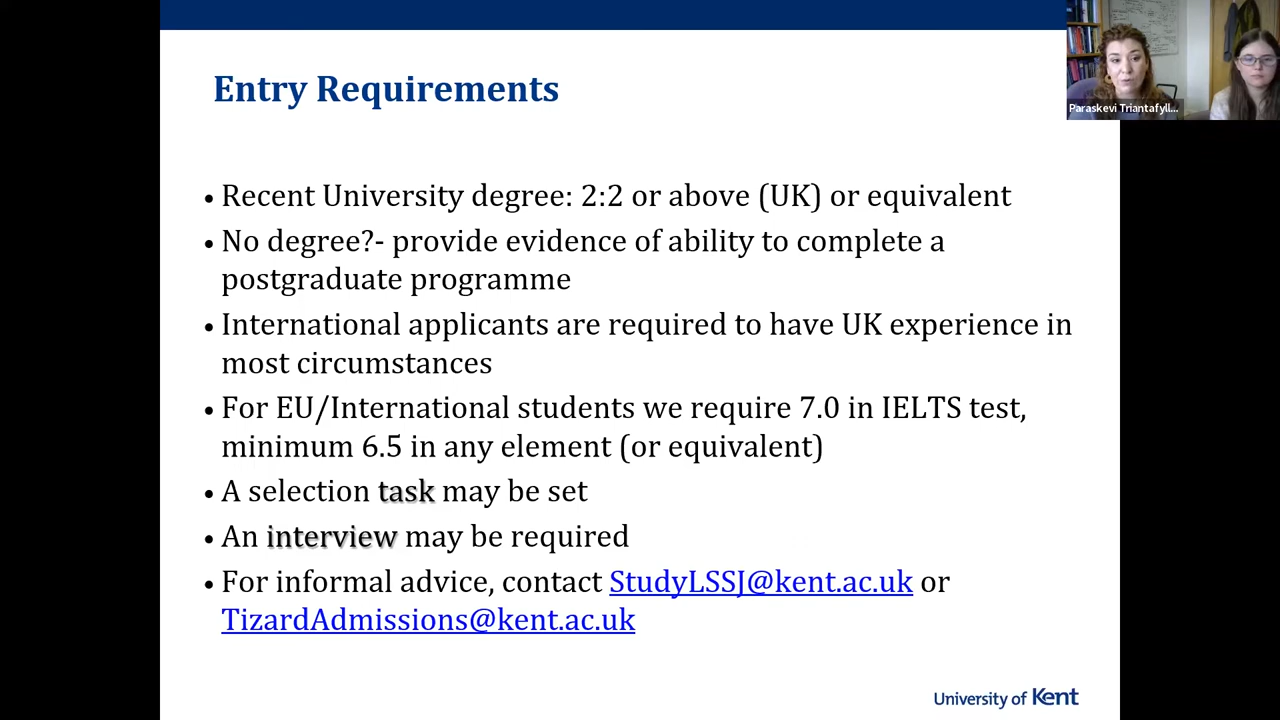 Entry Requirements
Paraskevi Triantafyll...
• Recent University degree: 2:2 or above (UK) or equivalent
• No degree?- provide evidence of ability to complete a
postgraduate programme
• International applicants are required to have UK experience in
most circumstances
• For EU/International students we require 7.0 in IELTS test,
minimum 6.5 in any element (or equivalent)
• A selection task may be set
• An interview may be required
• For informal advice, contact StudyLSSJ@kent.ac.uk or
TizardAdmissions@kent.ac.uk
University of Kent